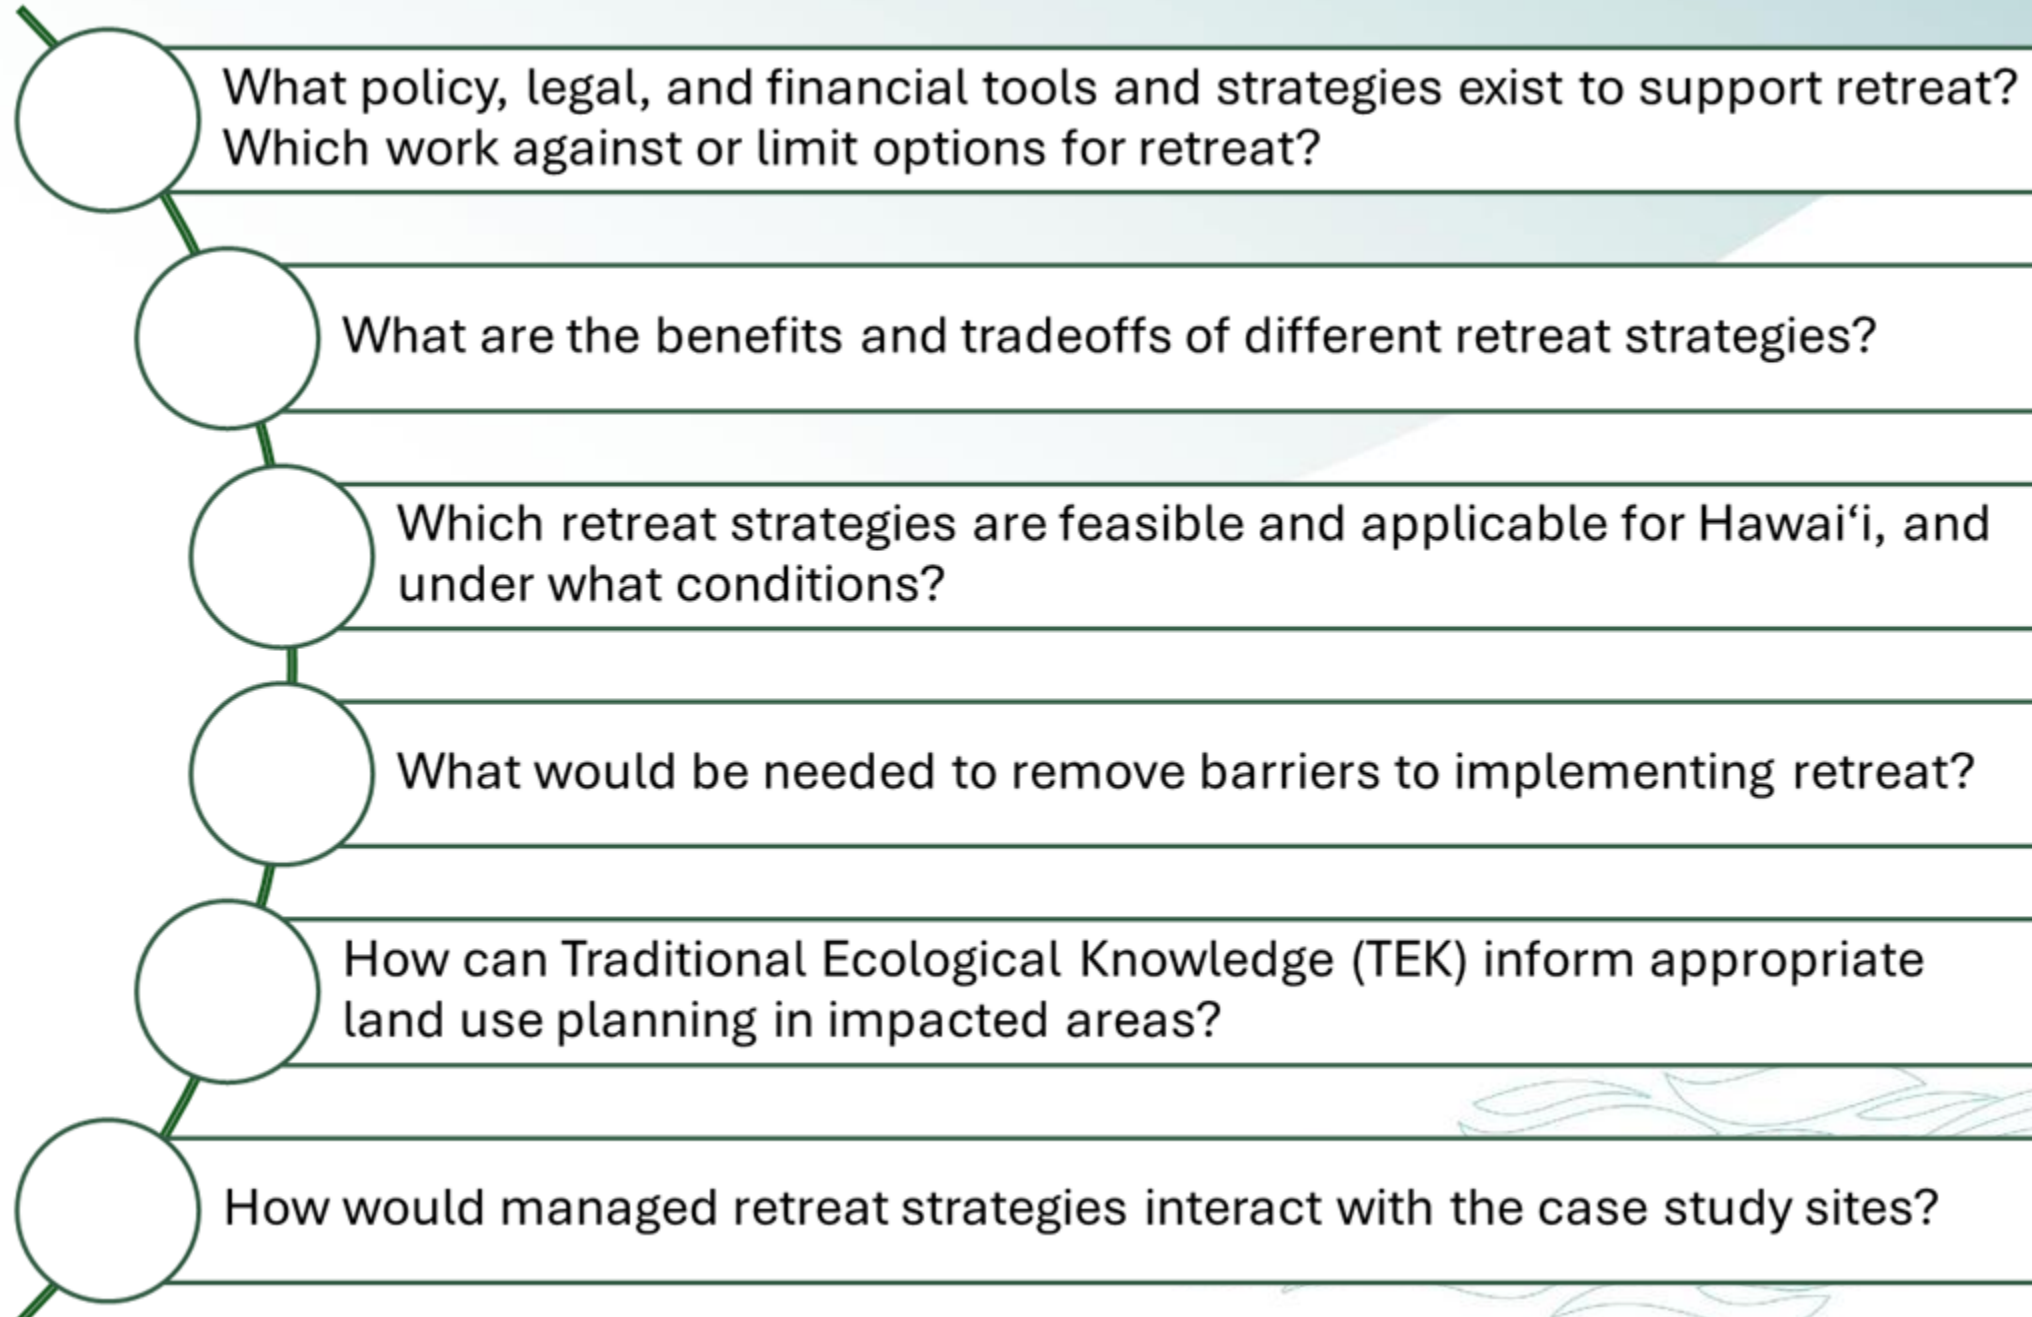 What policy, legal, and financial tools and strategies exist to support retreat?
Which work against or limit options for retreat?
What are the benefits and tradeoffs of different retreat strategies?
Which retreat strategies are feasible and applicable for Hawaiʻi, and
under what conditions?
What would be needed to remove barriers to implementing retreat?
How can Traditional Ecological Knowledge (TEK) inform appropriate
land use planning in impacted areas?
How would managed retreat strategies interact with the case study sites?